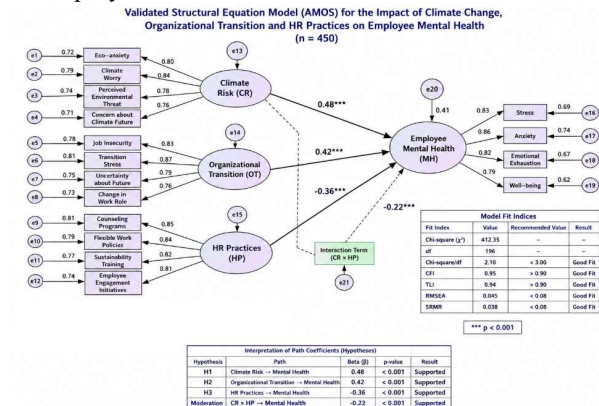 Validated Structural Equation Model (AMOS) for the Impact of Climate Change,
Organizational Transition and HR Practices on Employee Mental Health
(n = 450)
e1
0.72
Eco-anxiety
0.80
e2
0.79
Climate
Worry
0.84
e3
0.74
Perceived
Environmental
Threat
0.78
e4
0.71
Concern about
Climate Future
0.76
e13
Climate
Risk (CR)
e5
0.78
Job Insecurity
0.83
e6
0.81
Transition
Stress
0.87
e7
0.75
Uncertainty
about Future
0.79
e8
0.73
Change in
Work Role
0.76
e14
Organizational
Transition (OT)
e9
0.81
Counseling
Programs
0.85
e10
0.79
Flexible Work
Policies
0.84
e11
0.77
Sustainability
Training
0.82
e12
0.74
Employee
Engagement
Initiatives
0.81
e15
HR Practices
(HP)
0.48***
0.42***
-0.36***
-0.22***
Interaction Term
(CR × HP)
e21
e20
0.41
Employee
Mental Health
(MH)
0.83
Stress
0.69
e16
0.86
Anxiety
0.74
e17
0.82
Emotional
Exhaustion
0.67
e18
0.79
Well-being
0.62
e19
Model Fit Indices
Fit Index Value Recommended Value Result
Chi-square (χ²) 412.35 – –
df 196 – –
Chi-square/df 2.10 < 3.00 Good Fit
CFI 0.95 > 0.90 Good Fit
TLI 0.94 > 0.90 Good Fit
RMSEA 0.045 < 0.08 Good Fit
SRMR 0.038 < 0.08 Good Fit
*** p < 0.001
Interpretation of Path Coefficients (Hypotheses)
Hypothesis Path Beta (β) p-value Result
H1 Climate Risk → Mental Health 0.48 < 0.001 Supported
H2 Organizational Transition → Mental Health 0.42 < 0.001 Supported
H3 HR Practices → Mental Health -0.36 < 0.001 Supported
Moderation CR × HP → Mental Health -0.22 < 0.001 Supported